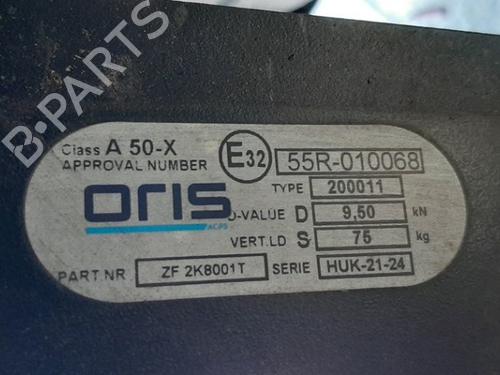 B-PARTS
Class A 50-X
APPROVAL NUMBER
E32
55R-010068
TYPE 200011
ORIS
ACPS
D-VALUE D 9,50 kN
VERT.LD S 75 kg
PART NR ZF 2K8001T SERIE HUK-21-24